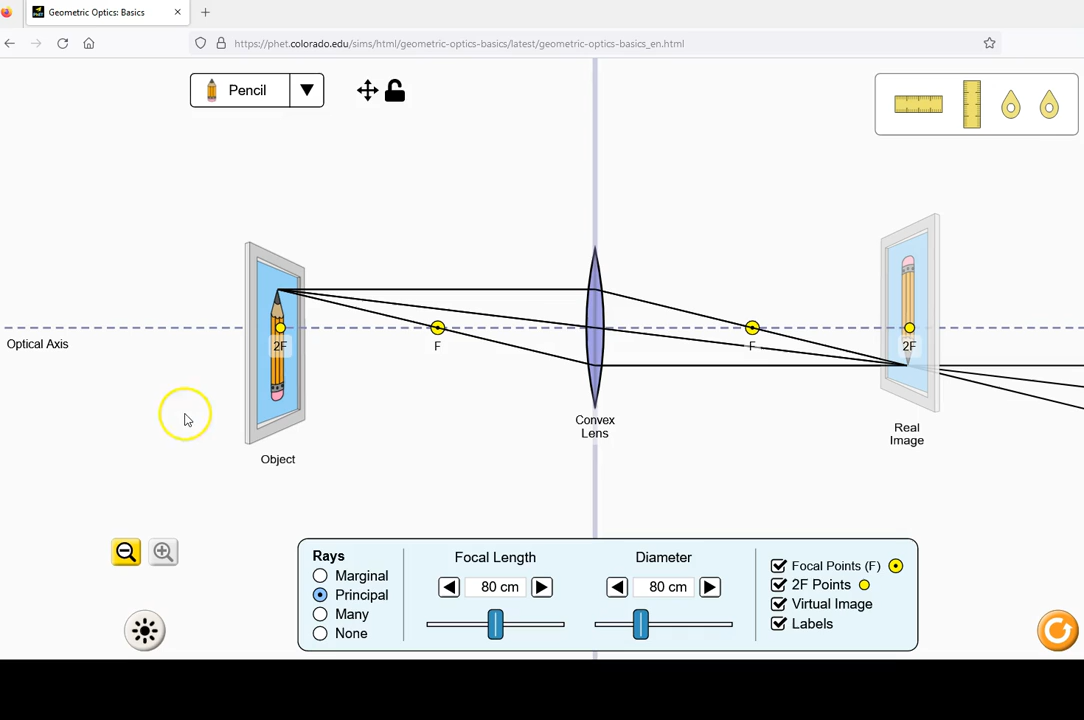 Geometric Optics: Basics
https://phet.colorado.edu/sims/html/geometric-optics-basics/latest/geometric-optics-basics_en.html
Pencil
2F
F
F
2F
Optical Axis
Convex
Lens
Real
Image
Object
Rays
Marginal
Principal
Many
None
Focal Length
80 cm
Diameter
80 cm
Focal Points (F)
2F Points
Virtual Image
Labels